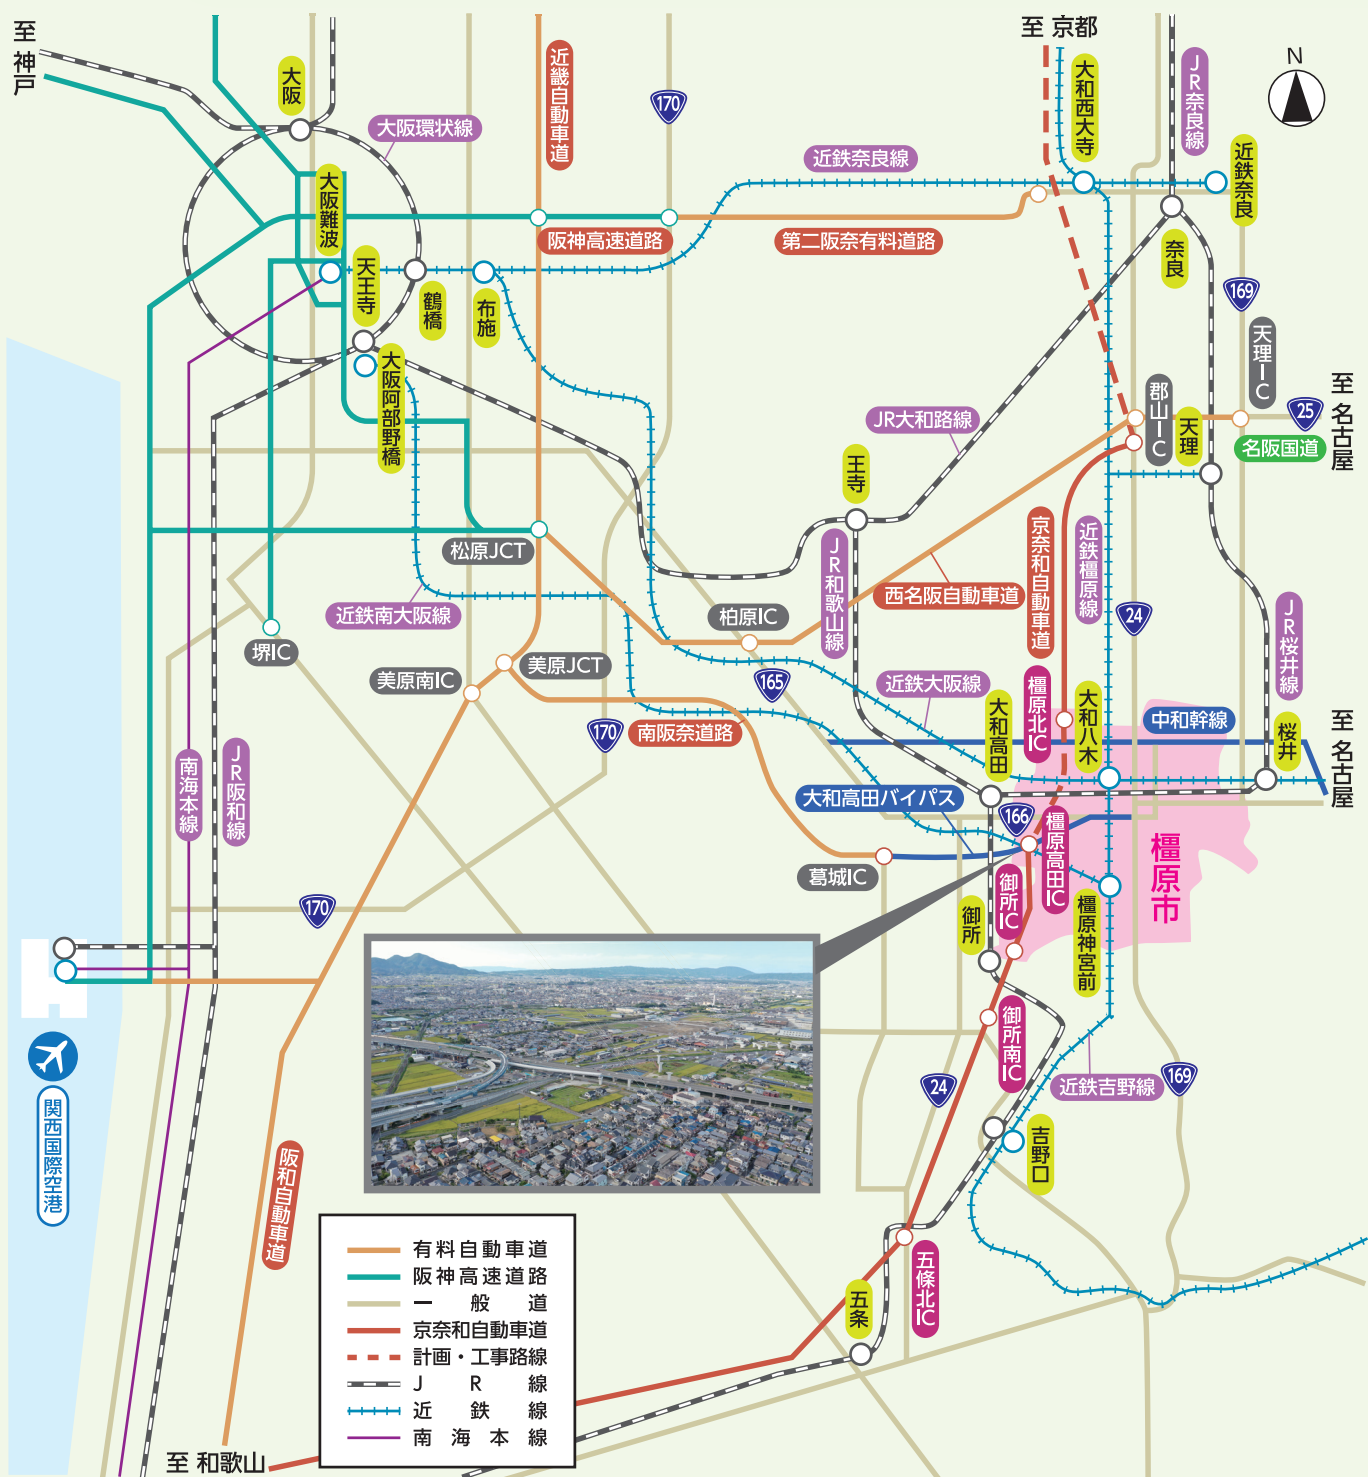 至 神戸
至 京都
N
大阪
近畿自動車道
170
大和西大寺
JR奈良線
大阪環状線
近鉄奈良線
近鉄奈良
大阪難波
阪神高速道路
第二阪奈有料道路
奈良
天王寺
鶴橋
布施
169
天理IC
大阪阿部野橋
郡山IC
天理
25
至 名古屋
名阪国道
JR大和路線
王寺
松原JCT
京奈和自動車道
近鉄橿原線
JR和歌山線
西名阪自動車道
近鉄南大阪線
柏原IC
24
JR桜井線
堺IC
美原JCT
美原南IC
165
近鉄大阪線
橿原北IC
大和八木
大和高田
中和幹線
桜井
至 名古屋
170
南阪奈道路
南海本線
JR阪和線
大和高田バイパス
166
橿原高田IC
橿原市
葛城IC
御所IC
御所
橿原神宮前
170
御所南IC
関西国際空港
24
近鉄吉野線
169
吉野口
阪和自動車道
五條北IC
五条
有料自動車道
阪神高速道路
一般道
京奈和自動車道
計画・工事路線
JR線
近鉄線
南海本線
至 和歌山